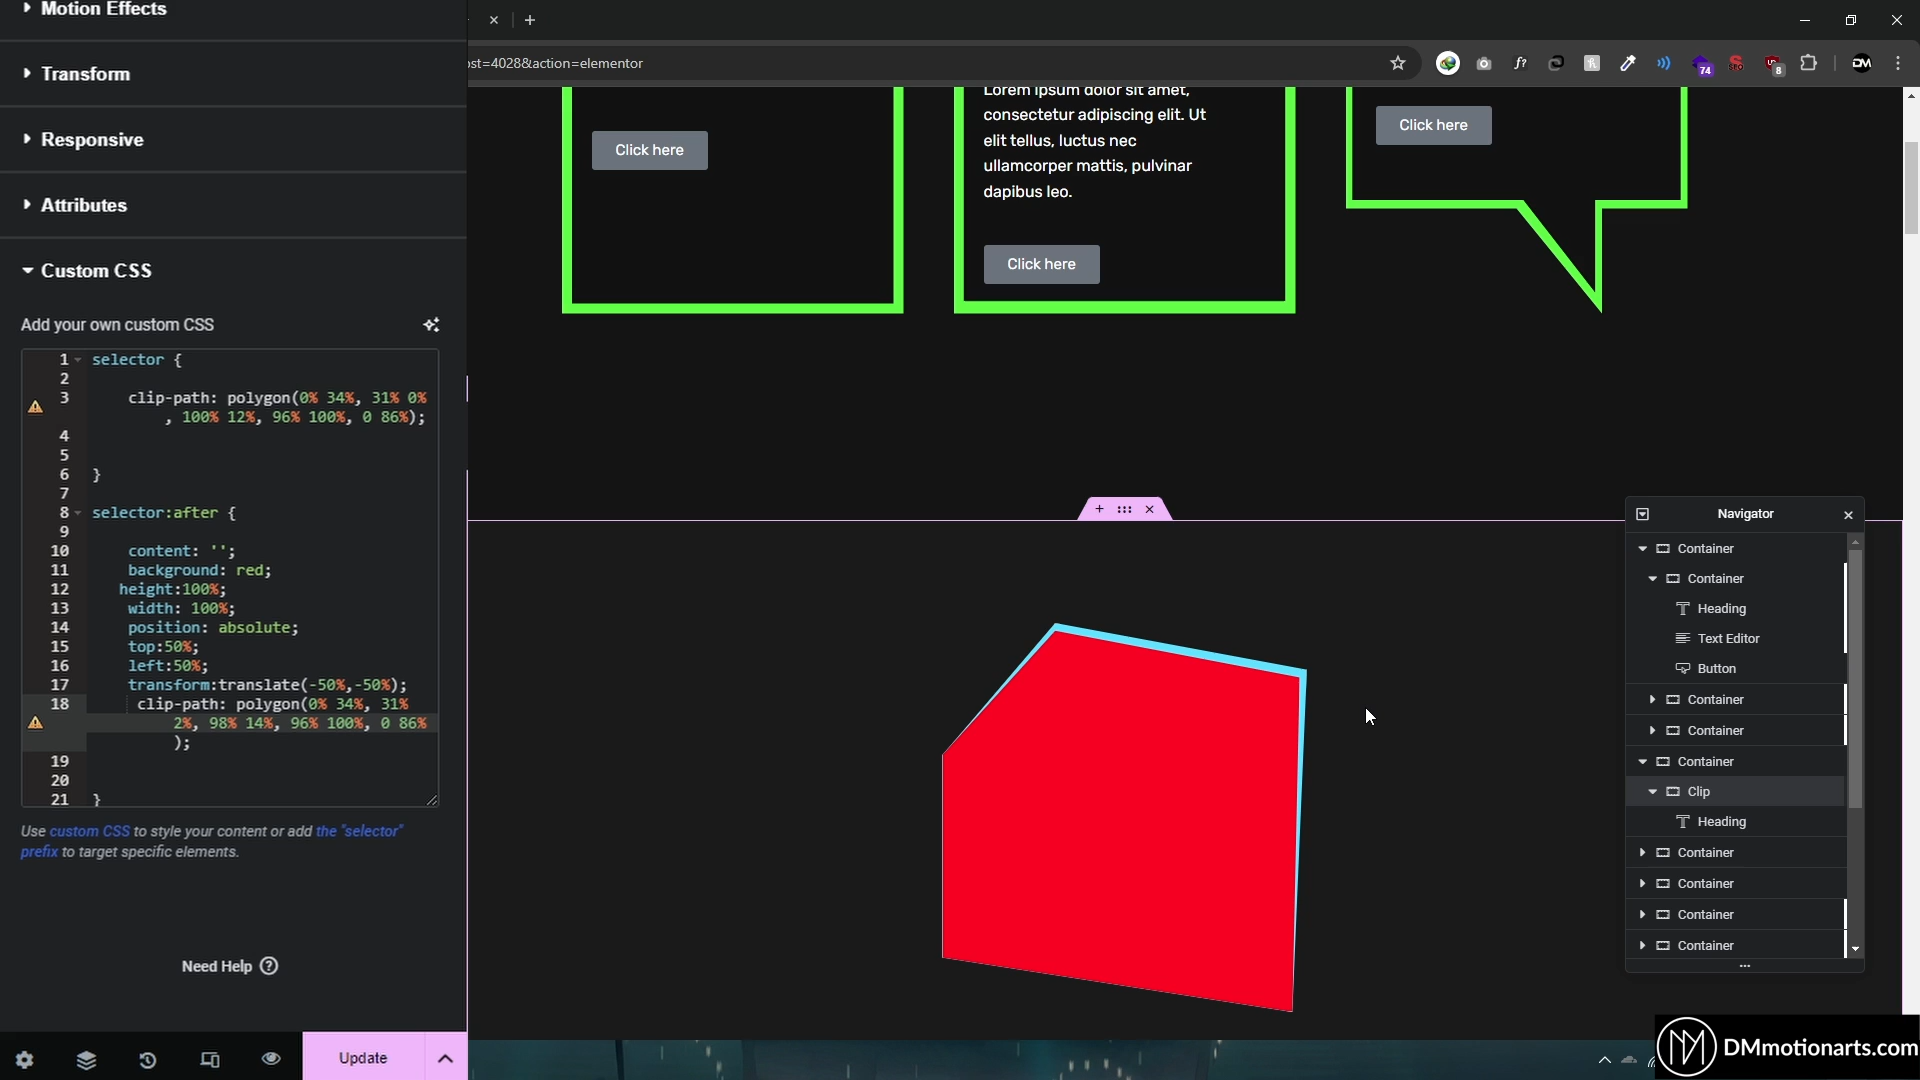 Motion Effects
Transform
Responsive
Attributes
Custom CSS
Add your own custom CSS
1 selector {
2
3 clip-path: polygon(0% 34%, 31% 0%
, 100% 12%, 96% 100%, 0 86%);
4
5
6 }
7
8 selector:after {
9
10 content: '';
11 background: red;
12 height:100%;
13 width: 100%;
14 position: absolute;
15 top:50%;
16 left:50%;
17 transform:translate(-50%,-50%);
18 clip-path: polygon(0% 34%, 31%
2%, 98% 14%, 96% 100%, 0 86%
);
19
20
21 }
Use custom CSS to style your content or add the "selector"
prefix to target specific elements.
Need Help ?
Update
st=4028&action=elementor
f?
74
SEO
8
DM
Click here
Lorem ipsum dolor sit amet,
consectetur adipiscing elit. Ut
elit tellus, luctus nec
ullamcorper mattis, pulvinar
dapibus leo.
Click here
Click here
Navigator
Container
Container
Heading
Text Editor
Button
Container
Container
Container
Clip
Heading
Container
Container
Container
Container
DMmotionarts.com